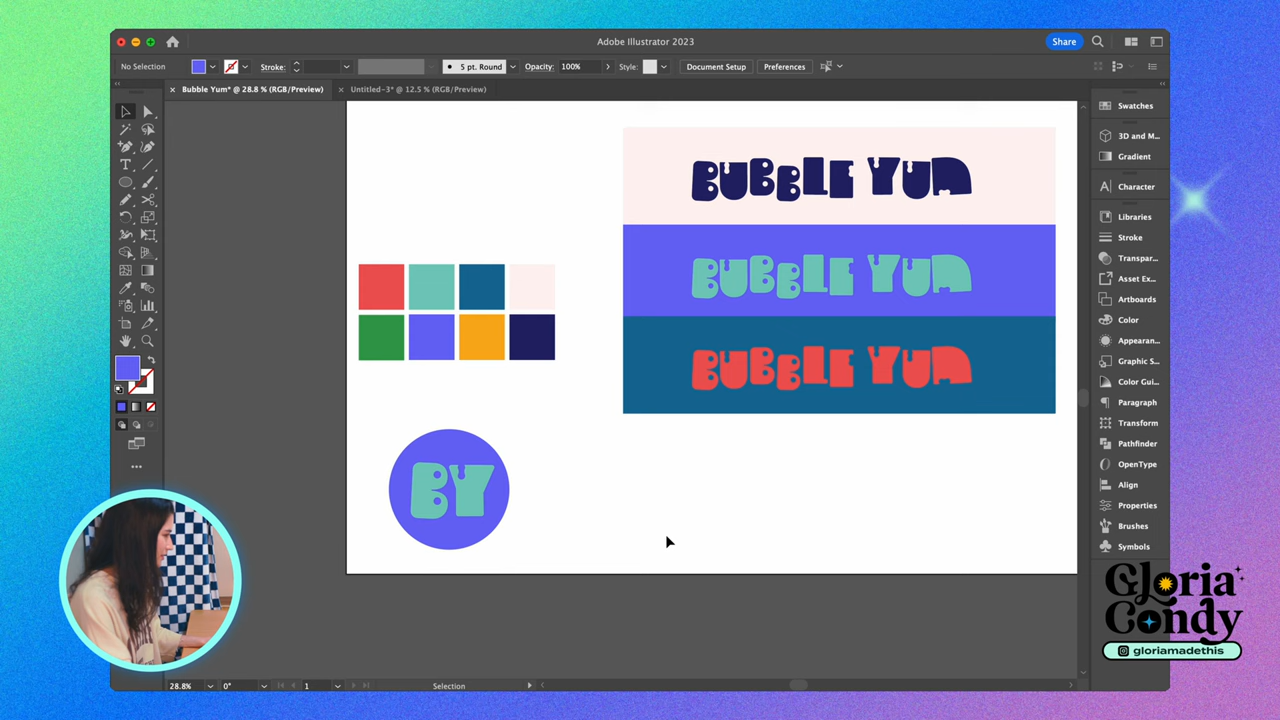 Adobe Illustrator 2023
Share
No Selection
Stroke:
5 pt. Round
Opacity:
100%
Style:
Document Setup
Preferences
Bubble Yum* @ 28.8 % (RGB/Preview)
Untitled-3* @ 12.5 % (RGB/Preview)
BUBBLE YUM
BUBBLE YUM
BUBBLE YUM
BY
Swatches
3D and M...
Gradient
Character
Libraries
Stroke
Transpar...
Asset Ex...
Artboards
Color
Appearan...
Graphic S...
Color Gui...
Paragraph
Transform
Pathfinder
OpenType
Align
Properties
Brushes
Symbols
Gloria
Condy
gloriamadethis
28.8%
0°
1
Selection